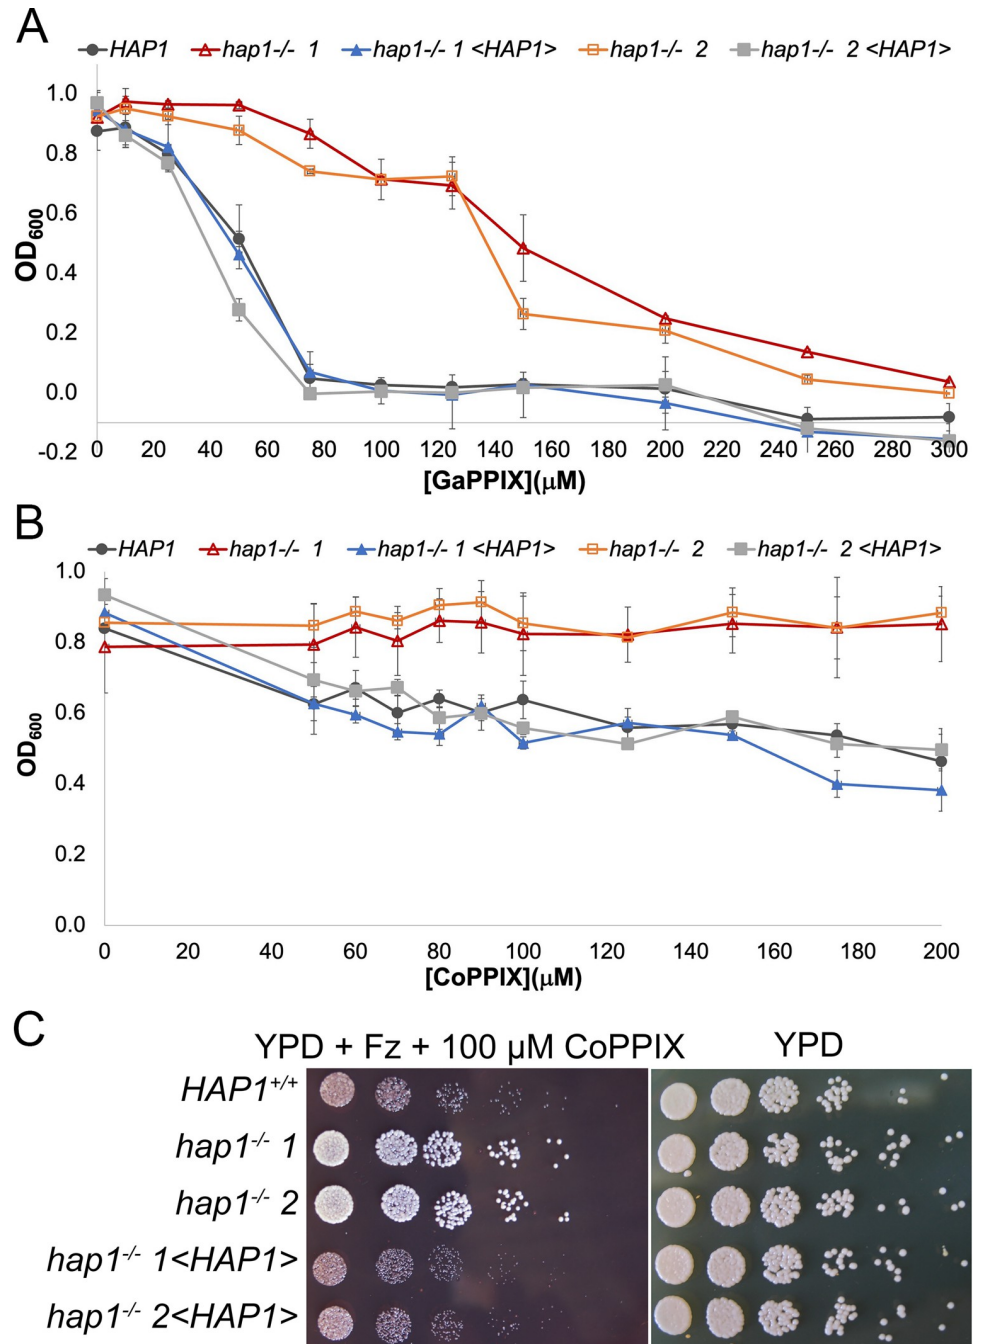 A
HAP1 hap1-/- 1 hap1-/- 1 <HAP1> hap1-/- 2 hap1-/- 2 <HAP1>
1.0
0.8
0.6
0.4
0.2
0.0
-0.2
OD600
0 20 40 60 80 100 120 140 160 180 200 220 240 260 280 300
[GaPPIX](μM)
B
HAP1 hap1-/- 1 hap1-/- 1 <HAP1> hap1-/- 2 hap1-/- 2 <HAP1>
1.0
0.8
0.6
0.4
0.2
0.0
OD600
0 20 40 60 80 100 120 140 160 180 200
[CoPPIX](μM)
C
YPD + Fz + 100 μM CoPPIX YPD
HAP1+/+
hap1-/- 1
hap1-/- 2
hap1-/- 1<HAP1>
hap1-/- 2<HAP1>